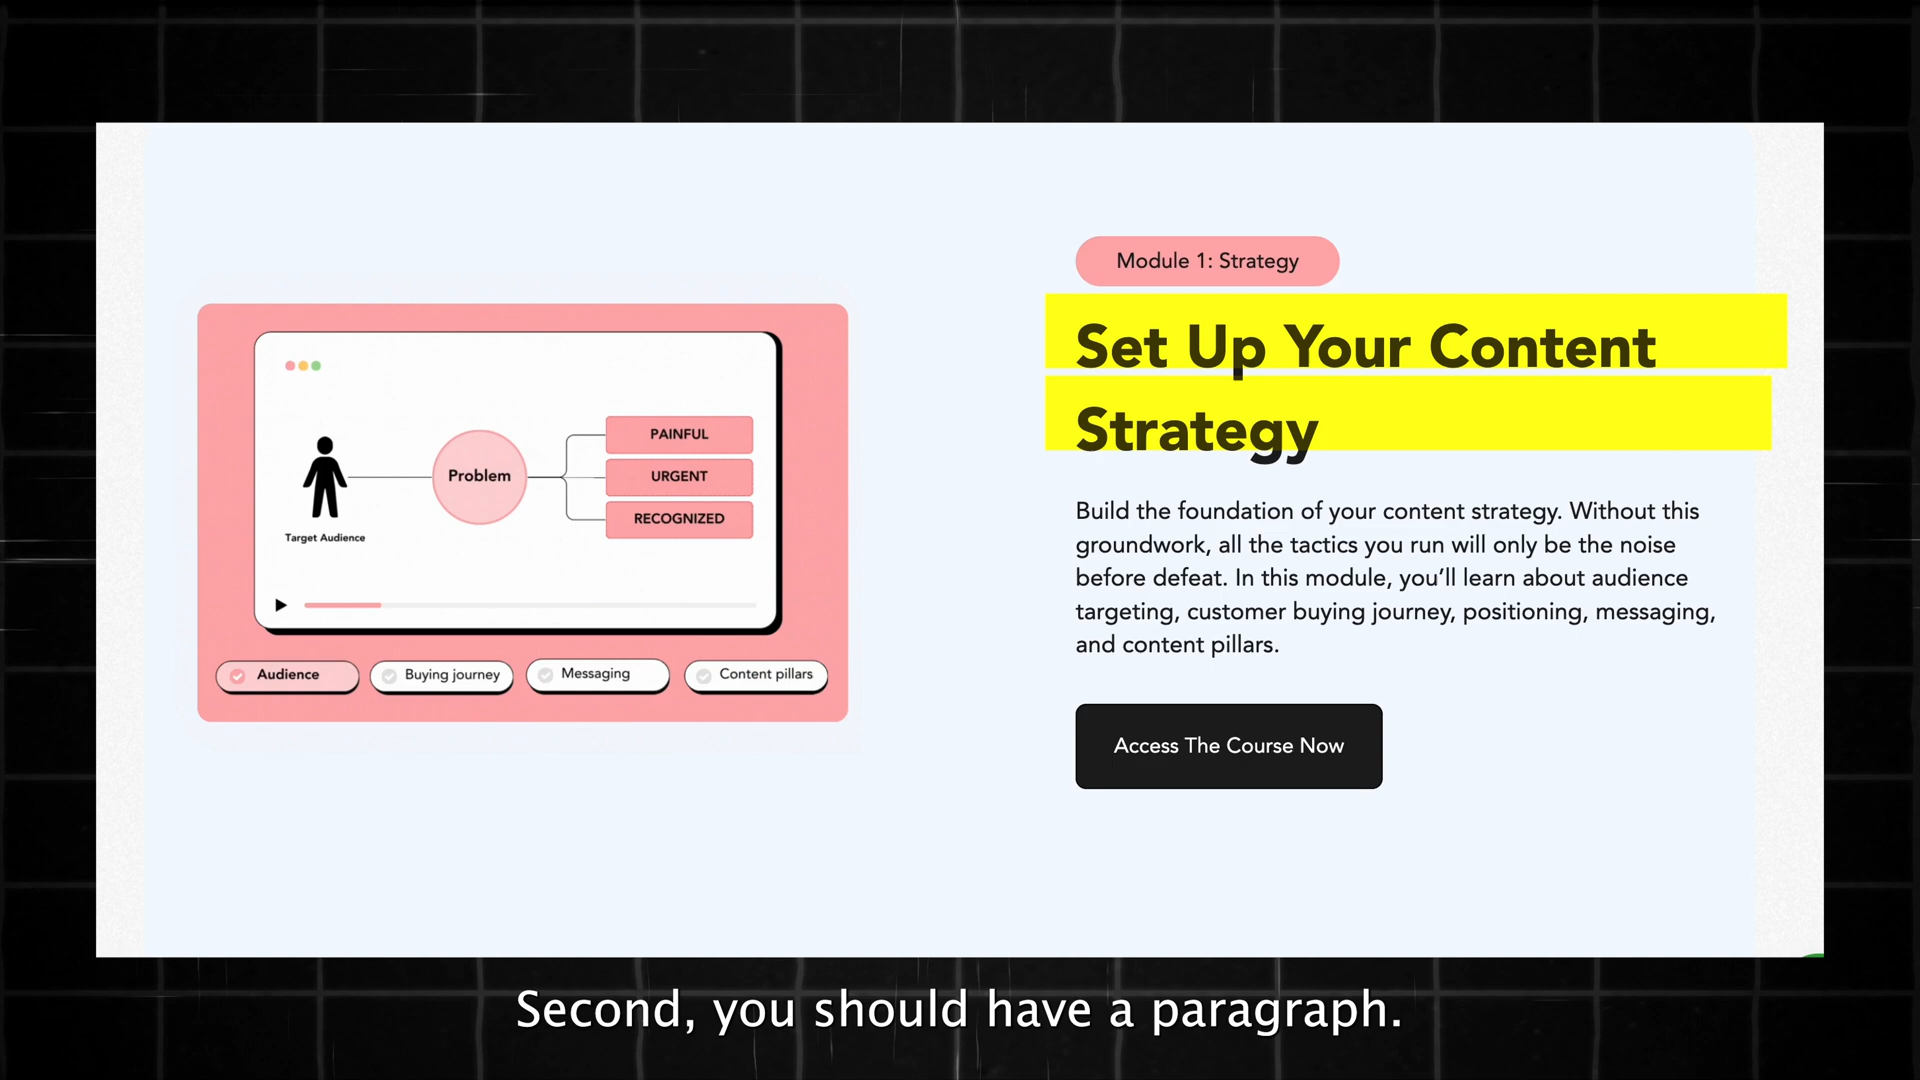 Module 1: Strategy
Set Up Your Content
Strategy
Build the foundation of your content strategy. Without this
groundwork, all the tactics you run will only be the noise
before defeat. In this module, you’ll learn about audience
targeting, customer buying journey, positioning, messaging,
and content pillars.
Access The Course Now
Target Audience
Problem
PAINFUL
URGENT
RECOGNIZED
Audience
Buying journey
Messaging
Content pillars
Second, you should have a paragraph.